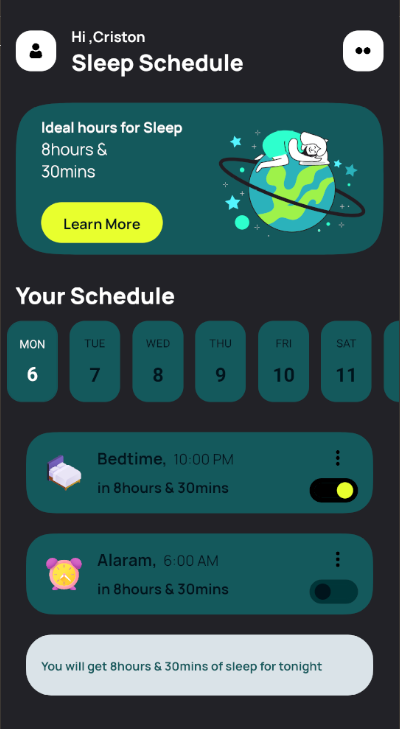 Hi ,Criston
Sleep Schedule
Ideal hours for Sleep
8hours &
30mins
Learn More
Your Schedule
MON TUE WED THU FRI SAT
6 7 8 9 10 11
Bedtime, 10:00 PM
in 8hours & 30mins
Alaram, 6:00 AM
in 8hours & 30mins
You will get 8hours & 30mins of sleep for tonight